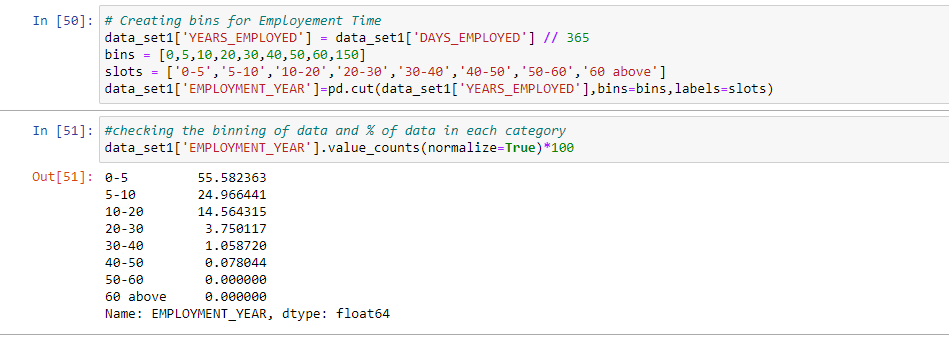 In [50]: # Creating bins for Employement Time
data_set1['YEARS_EMPLOYED'] = data_set1['DAYS_EMPLOYED'] // 365
bins = [0,5,10,20,30,40,50,60,150]
slots = ['0-5','5-10','10-20','20-30','30-40','40-50','50-60','60 above']
data_set1['EMPLOYMENT_YEAR']=pd.cut(data_set1['YEARS_EMPLOYED'],bins=bins,labels=slots)
In [51]: #checking the binning of data and % of data in each category
data_set1['EMPLOYMENT_YEAR'].value_counts(normalize=True)*100
Out[51]: 0-5 55.582363
5-10 24.966441
10-20 14.564315
20-30 3.750117
30-40 1.058720
40-50 0.078044
50-60 0.000000
60 above 0.000000
Name: EMPLOYMENT_YEAR, dtype: float64